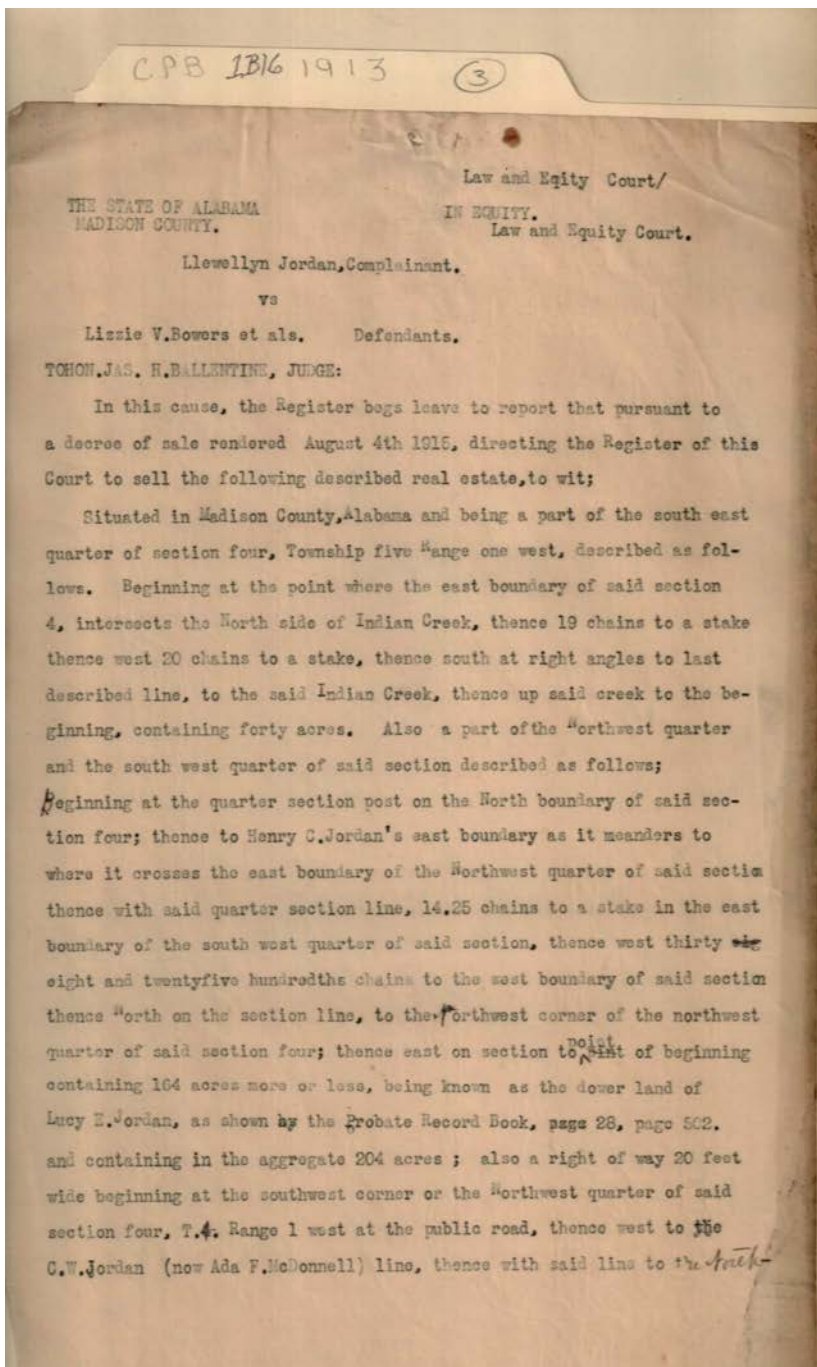 CPB 1B16 1913 3
Law and Eqity Court/
THE STATE OF ALABAMA IN EQUITY.
MADISON COUNTY. Law and Equity Court.
Llewellyn Jordan,Complainant.
vs
Lizzie V.Bowers et als. Defendants.
TOHON.JAS. H.BALLENTINE, JUDGE:
In this cause, the Register begs leave to report that pursuant to
a decree of sale rendered August 4th 1915, directing the Register of this
Court to sell the following described real estate,to wit;
Situated in Madison County,Alabama and being a part of the south east
quarter of section four, Township five Range one west, described as fol-
lows. Beginning at the point where the east boundary of said section
4, intersects the North side of Indian Creek, thence 19 chains to a stake
thence west 20 chains to a stake, thence south at right angles to last
described line, to the said Indian Creek, thence up said creek to the be-
ginning, containing forty acres. Also a part ofthe Northwest quarter
and the south west quarter of said section described as follows;
Beginning at the quarter section post on the North boundary of said sec-
tion four; thence to Henry C.Jordan's east boundary as it meanders to
where it crosses the east boundary of the Northwest quarter of said section
thence with said quarter section line, 14.25 chains to a stake in the east
boundary of the south west quarter of said section, thence west thirty
eight and twentyfive hundredths chains to the west boundary of said section
thence North on the section line, to the Northwest corner of the northwest
quarter of said section four; thence east on section to point of beginning
containing 164 acres more or less, being known as the dower land of
Lucy E.Jordan, as shown by the Probate Record Book, page 28, page 502.
and containing in the aggregate 204 acres ; also a right of way 20 feet
wide beginning at the southwest corner or the Northwest quarter of said
section four, T.4. Range 1 west at the public road, thence west to the
C.W.Jordan (now Ada F.McDonnell) line, thence with said line to the North-